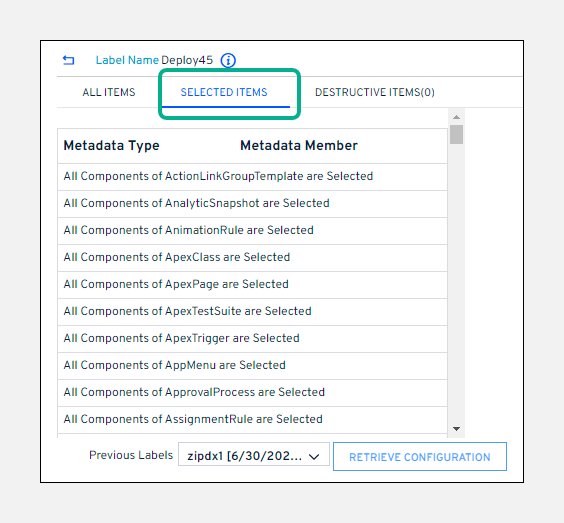 Label Name Deploy45
ALL ITEMS SELECTED ITEMS DESTRUCTIVE ITEMS(0)
Metadata Type Metadata Member
All Components of ActionLinkGroupTemplate are Selected
All Components of AnalyticSnapshot are Selected
All Components of AnimationRule are Selected
All Components of ApexClass are Selected
All Components of ApexPage are Selected
All Components of ApexTestSuite are Selected
All Components of ApexTrigger are Selected
All Components of AppMenu are Selected
All Components of ApprovalProcess are Selected
All Components of AssignmentRule are Selected
Previous Labels zipdx1 [6/30/202... RETRIEVE CONFIGURATION